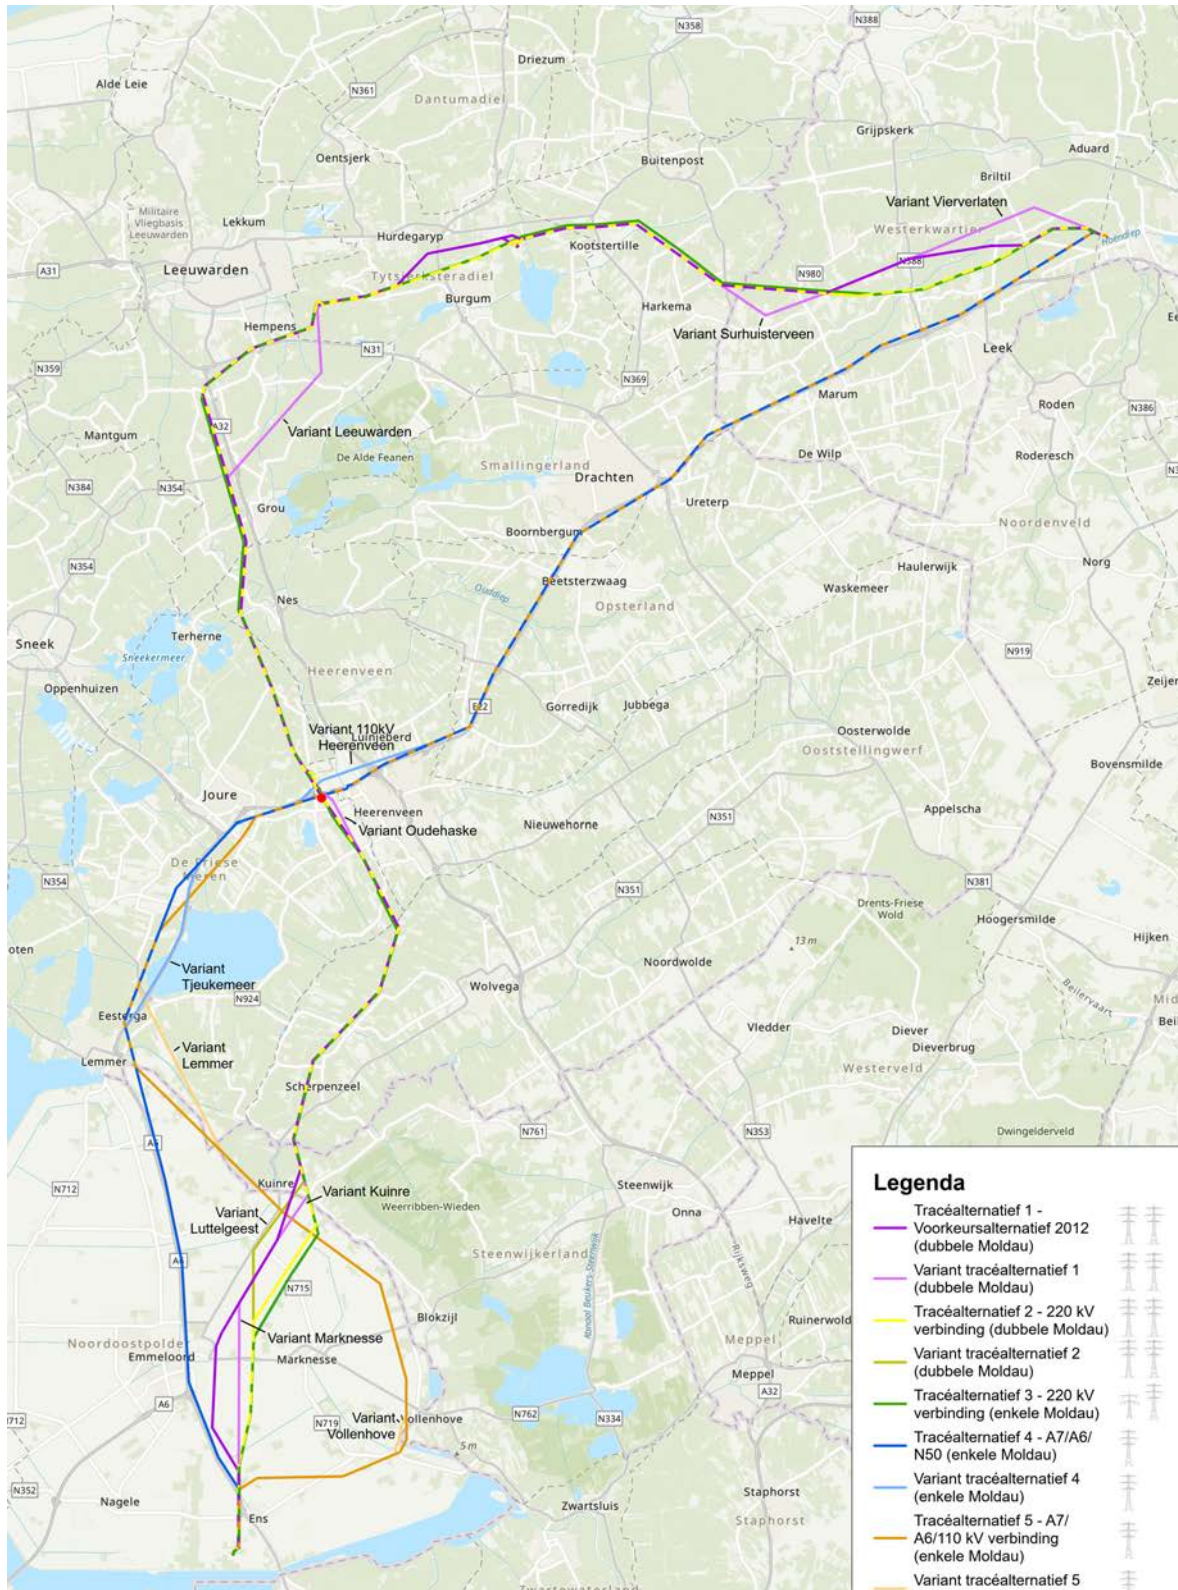 N358
N388
Driezum
Alde Leie
N361
Dantumadiel
Grijpskerk
Aduard
Oentsjerk
Buitenpost
Briltil
Militaire
Vliegbasis
Leeuwarden
Lekkum
Variant Vierverlaten
Hurdegaryp
Westerkwartier
Kootstertille
Hoendiep
A31
Leeuwarden
Tytsjerksteradiel
N980
N388
Burgum
Harkema
Hempens
Variant Surhuisterveen
N31
Leek
N359
N369
Marum
Roden
N386
A32
Mantgum
Variant Leeuwarden
De Alde Feanen
Smallingerland
De Wilp
Roderesch
Drachten
N384
N354
Ureterp
Grou
Noordenveld
Boornbergum
N354
Haulerwijk
Norg
Beetsterzwaag
Waskemeer
Nes
Ouddiep
Opsterland
Terherne
Sneek
Sneekermeer
N919
Heerenveen
Zeijen
Oppenhuizen
E22
Gorredijk
Jubbega
Variant 110kV
Heerenveen
Luinjeberd
Oosterwolde
Ooststellingwerf
Bovensmilde
Joure
Heerenveen
Appelscha
Variant Oudehaske
Nieuwehorne
N351
De Friese
Meren
N354
N381
N351
Drents-Friese
Wold
Hoogersmilde
Hijken
oten
13 m
Variant
Tjeukemeer
Noordwolde
Wolvega
Beilervaart
N924
Eesterga
Vledder
Diever
Dieverbrug
Variant
Lemmer
Lemmer
Westerveld
Scherpenzeel
N761
N353
Dwingelderveld
A6
N712
Kuinre
Variant Kuinre
Steenwijk
Weerribben-Wieden
Onna
Havelte
Variant
Luttelgeest
Steenwijkerland
Rijksweg
Kanaal Beukers-Steenwijk
A6
N715
Blokzijl
Ruinerwold
Variant Marknesse
Noordoostpolder
Meppel
Emmeloord
Marknesse
Meppel
A32
A6
N712
N719
Variant
Vollenhove
Vollenhove
N762
N334
5 m
N352
Nagele
Staphorst
Zwartsluis
Ens
Staphorst
Zwartewaterland
Legenda
Tracéalternatief 1 -
Voorkeursalternatief 2012
(dubbele Moldau)
Variant tracéalternatief 1
(dubbele Moldau)
Tracéalternatief 2 - 220 kV
verbinding (dubbele Moldau)
Variant tracéalternatief 2
(dubbele Moldau)
Tracéalternatief 3 - 220 kV
verbinding (enkele Moldau)
Tracéalternatief 4 - A7/A6/
N50 (enkele Moldau)
Variant tracéalternatief 4
(enkele Moldau)
Tracéalternatief 5 - A7/
A6/110 kV verbinding
(enkele Moldau)
Variant tracéalternatief 5